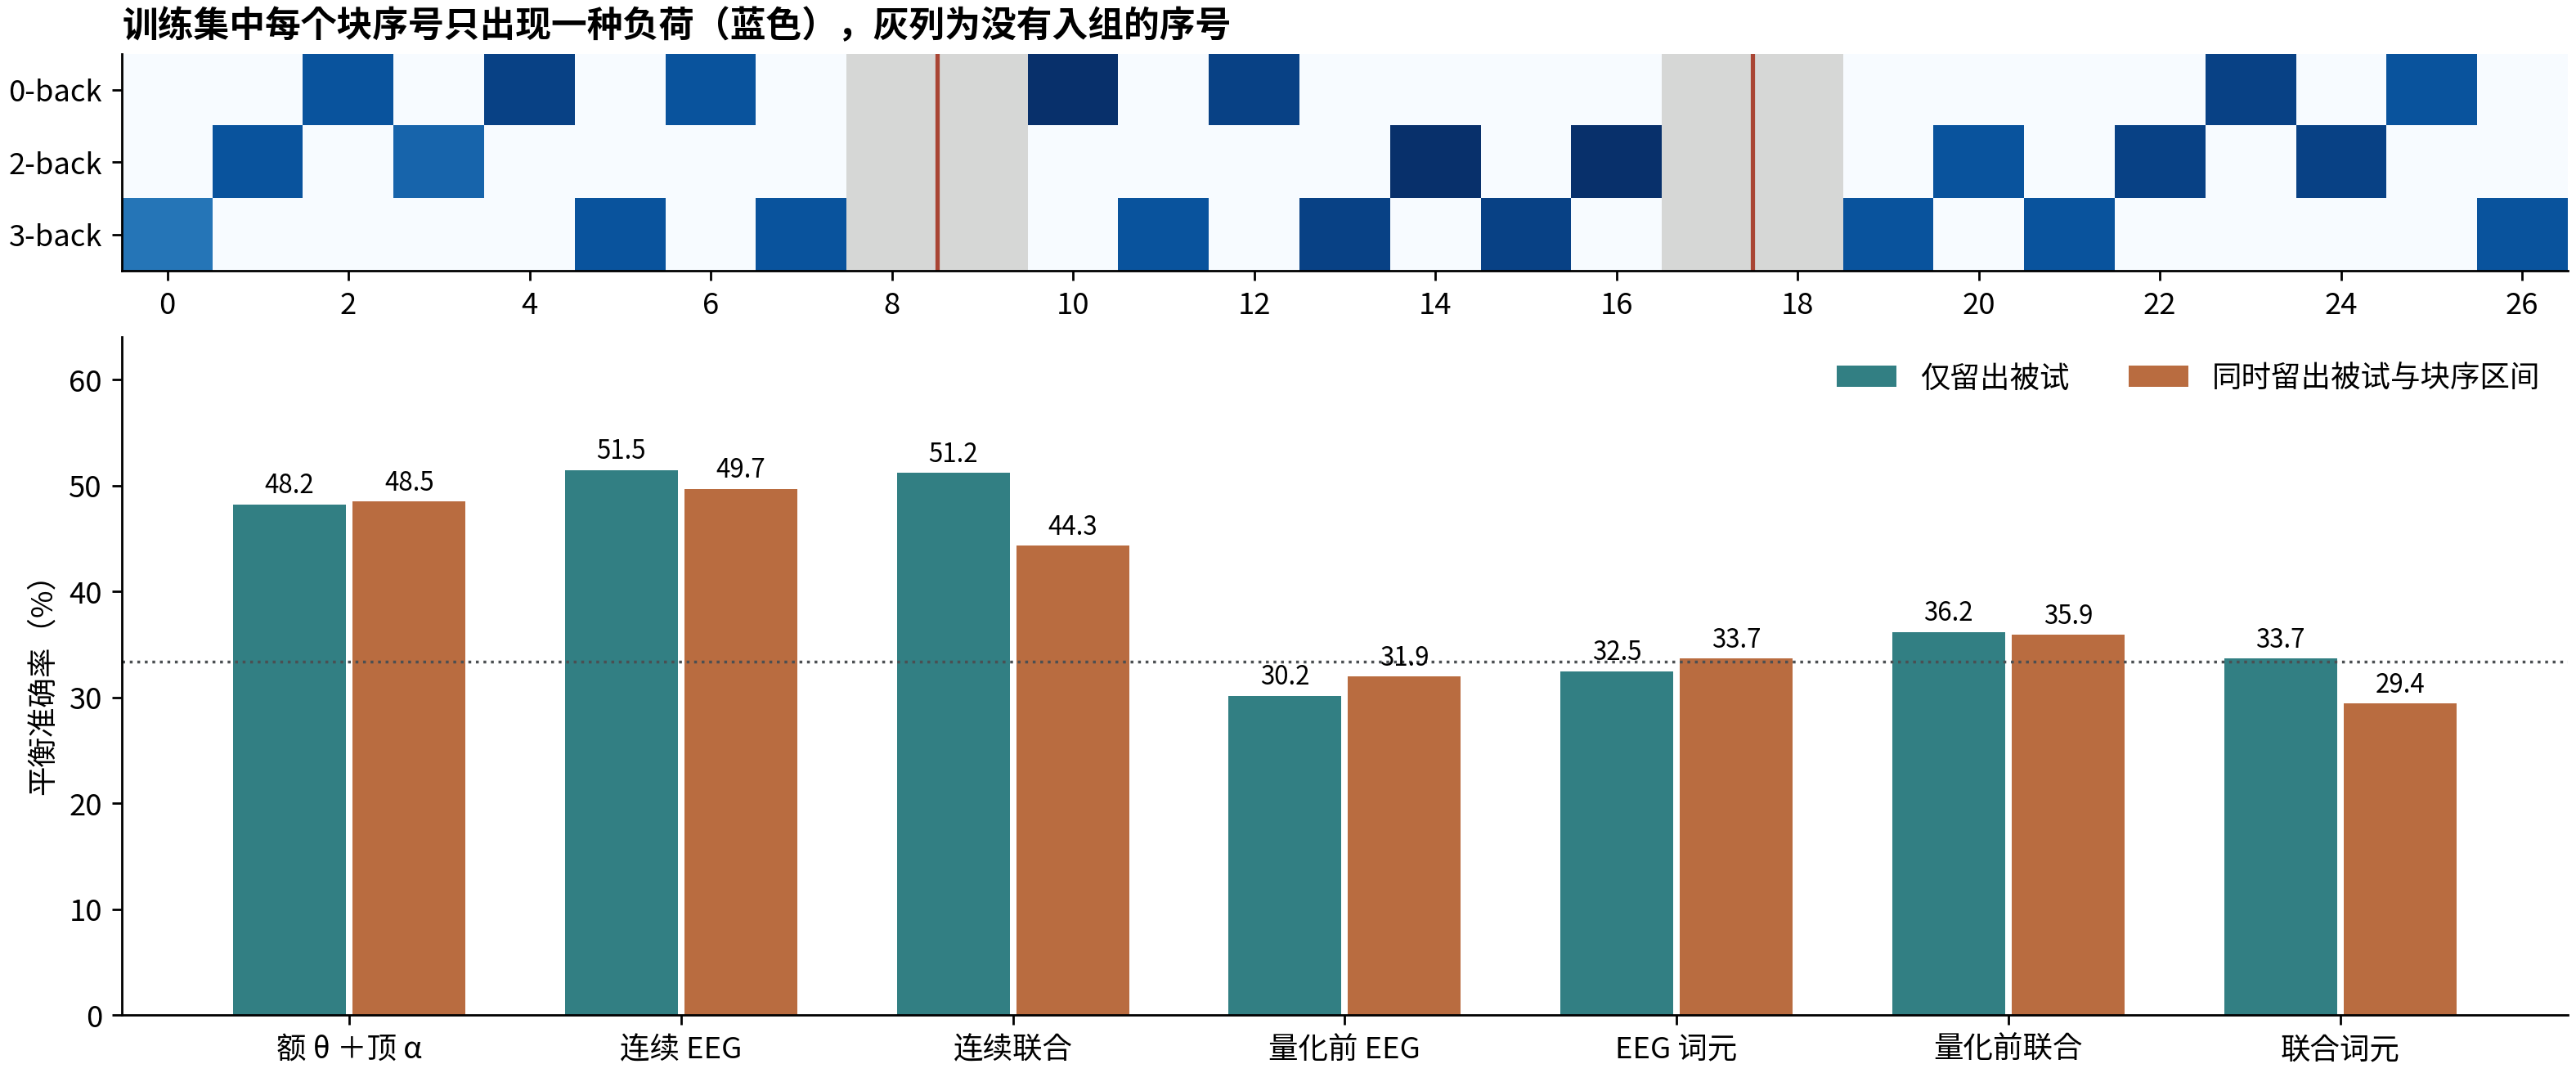 训练集中每个块序号只出现一种负荷（蓝色），灰列为没有入组的序号
0-back
2-back
3-back
0 2 4 6 8 10 12 14 16 18 20 22 24 26
仅留出被试 同时留出被试与块序区间
平衡准确率（%）
60
50
40
30
20
10
0
48.2 48.5 51.5 49.7 51.2 44.3 30.2 31.9 32.5 33.7 36.2 35.9 33.7 29.4
额 θ＋顶 α 连续 EEG 连续联合 量化前 EEG EEG 词元 量化前联合 联合词元